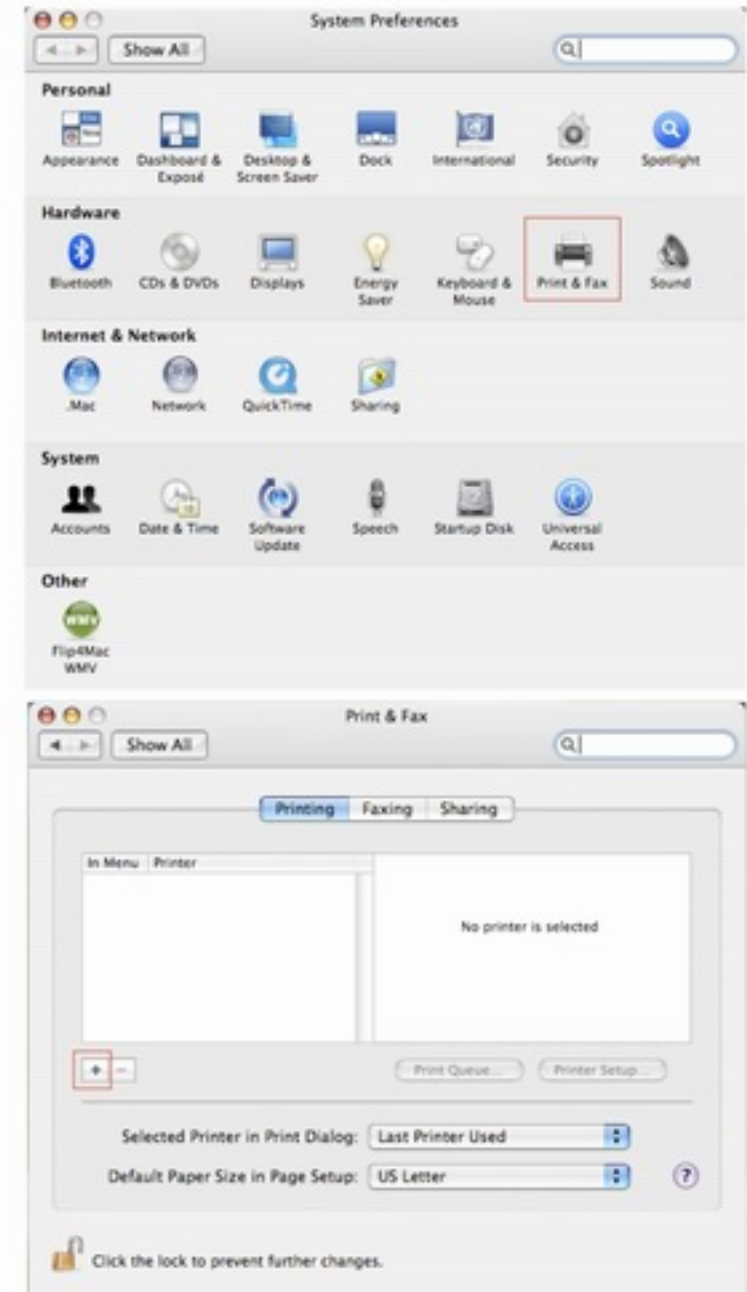 System Preferences
Show All
Personal
Appearance Dashboard & Exposé Desktop & Screen Saver Dock International Security Spotlight
Hardware
Bluetooth CDs & DVDs Displays Energy Saver Keyboard & Mouse Print & Fax Sound
Internet & Network
.Mac Network QuickTime Sharing
System
Accounts Date & Time Software Update Speech Startup Disk Universal Access
Other
WMV
Flip4Mac WMV
Print & Fax
Show All
Printing Faxing Sharing
In Menu Printer
No printer is selected
+ –
Print Queue... Printer Setup...
Selected Printer in Print Dialog: Last Printer Used
Default Paper Size in Page Setup: US Letter ?
Click the lock to prevent further changes.